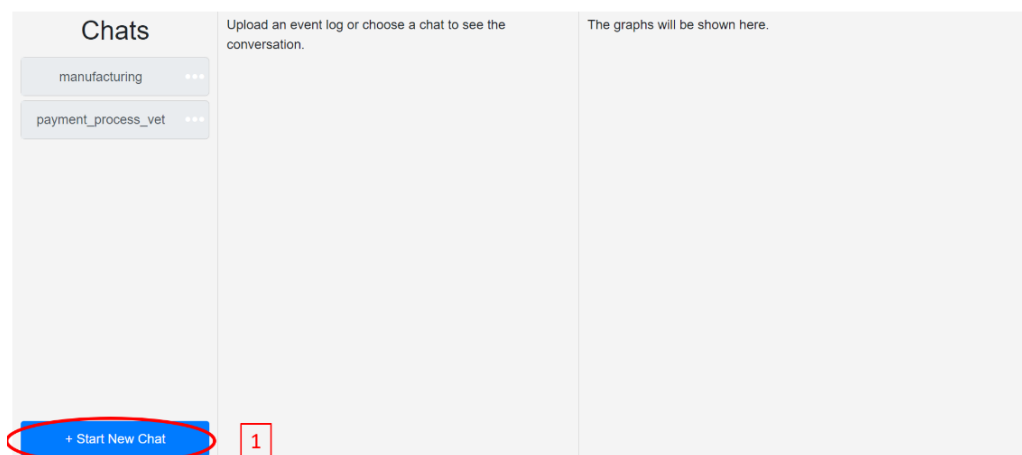 Chats
manufacturing
payment_process_vet
+ Start New Chat
1
Upload an event log or choose a chat to see the
conversation.
The graphs will be shown here.